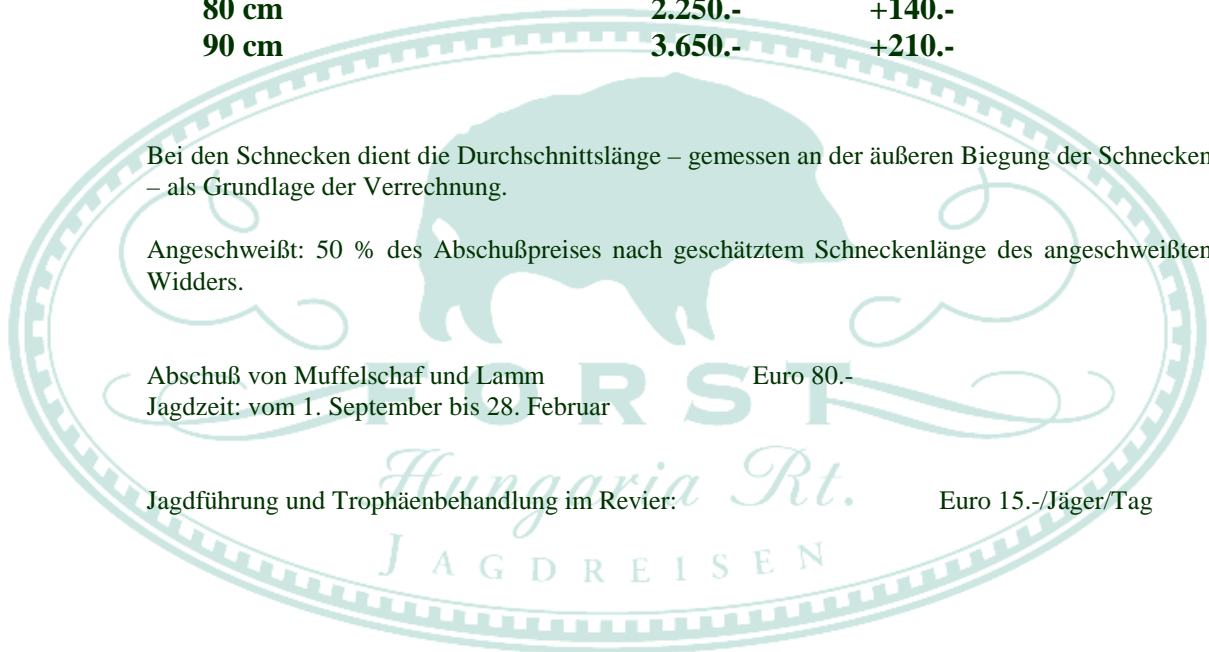 80 cm 2.250.- +140.-
90 cm 3.650.- +210.-
Bei den Schnecken dient die Durchschnittslänge – gemessen an der äußeren Biegung der Schnecken
– als Grundlage der Verrechnung.
Angeschweißt: 50 % des Abschußpreises nach geschätztem Schneckenlänge des angeschweißten
Widders.
Abschuß von Muffelschaf und Lamm Euro 80.-
Jagdzeit: vom 1. September bis 28. Februar
FORST
Hungaria Rt.
Jagdführung und Trophäenbehandlung im Revier: Euro 15.-/Jäger/Tag
JAGDREISEN